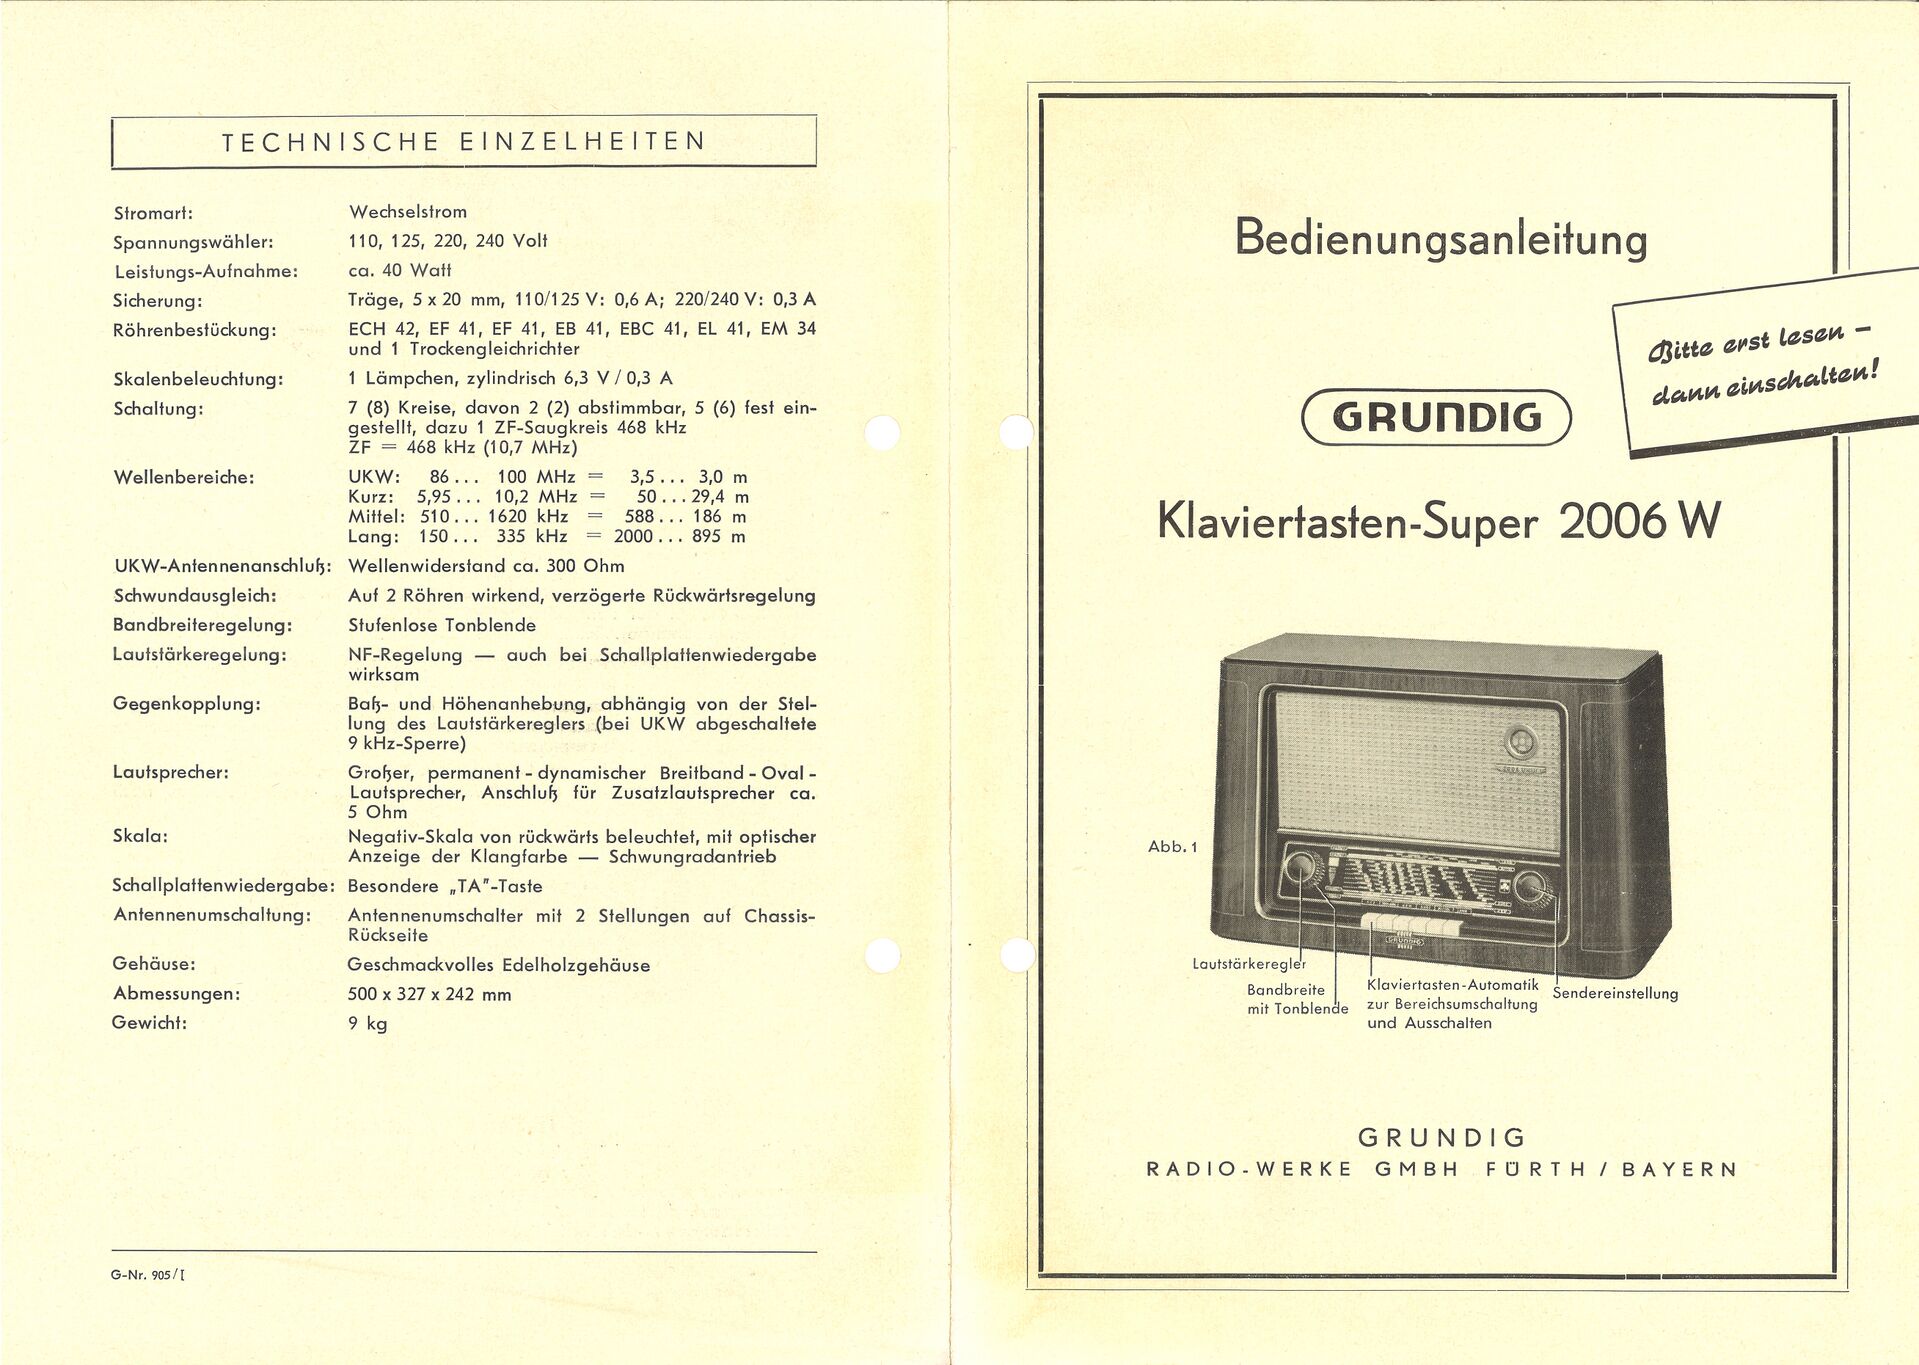 TECHNISCHE EINZELHEITEN
Stromart: Wechselstrom
Spannungswähler: 110, 125, 220, 240 Volt
Leistungs-Aufnahme: ca. 40 Watt
Sicherung: Träge, 5 x 20 mm, 110/125 V: 0,6 A; 220/240 V: 0,3 A
Röhrenbestückung: ECH 42, EF 41, EF 41, EB 41, EBC 41, EL 41, EM 34
und 1 Trockengleichrichter
Skalenbeleuchtung: 1 Lämpchen, zylindrisch 6,3 V / 0,3 A
Schaltung: 7 (8) Kreise, davon 2 (2) abstimmbar, 5 (6) fest ein-
gestellt, dazu 1 ZF-Saugkreis 468 kHz
ZF = 468 kHz (10,7 MHz)
Wellenbereiche: UKW: 86 ... 100 MHz = 3,5 ... 3,0 m
Kurz: 5,95 ... 10,2 MHz = 50 ... 29,4 m
Mittel: 510 ... 1620 kHz = 588 ... 186 m
Lang: 150 ... 335 kHz = 2000 ... 895 m
UKW-Antennenanschluß: Wellenwiderstand ca. 300 Ohm
Schwundausgleich: Auf 2 Röhren wirkend, verzögerte Rückwärtsregelung
Bandbreiteregelung: Stufenlose Tonblende
Lautstärkeregelung: NF-Regelung — auch bei Schallplattenwiedergabe
wirksam
Gegenkopplung: Baß- und Höhenanhebung, abhängig von der Stel-
lung des Lautstärkereglers (bei UKW abgeschaltete
9 kHz-Sperre)
Lautsprecher: Großer, permanent - dynamischer Breitband - Oval -
Lautsprecher, Anschluß für Zusatzlautsprecher ca.
5 Ohm
Skala: Negativ-Skala von rückwärts beleuchtet, mit optischer
Anzeige der Klangfarbe — Schwungradantrieb
Schallplattenwiedergabe: Besondere „TA"-Taste
Antennenumschaltung: Antennenumschalter mit 2 Stellungen auf Chassis-
Rückseite
Gehäuse: Geschmackvolles Edelholzgehäuse
Abmessungen: 500 x 327 x 242 mm
Gewicht: 9 kg
G-Nr. 905/I
Bedienungsanleitung
Bitte erst lesen –
dann einschalten!
GRUNDIG
Klaviertasten-Super 2006 W
Abb. 1
GRUNDIG
Lautstärkeregler
Bandbreite
mit Tonblende
Klaviertasten-Automatik
zur Bereichsumschaltung
und Ausschalten
Sendereinstellung
GRUNDIG
RADIO-WERKE GMBH FÜRTH / BAYERN